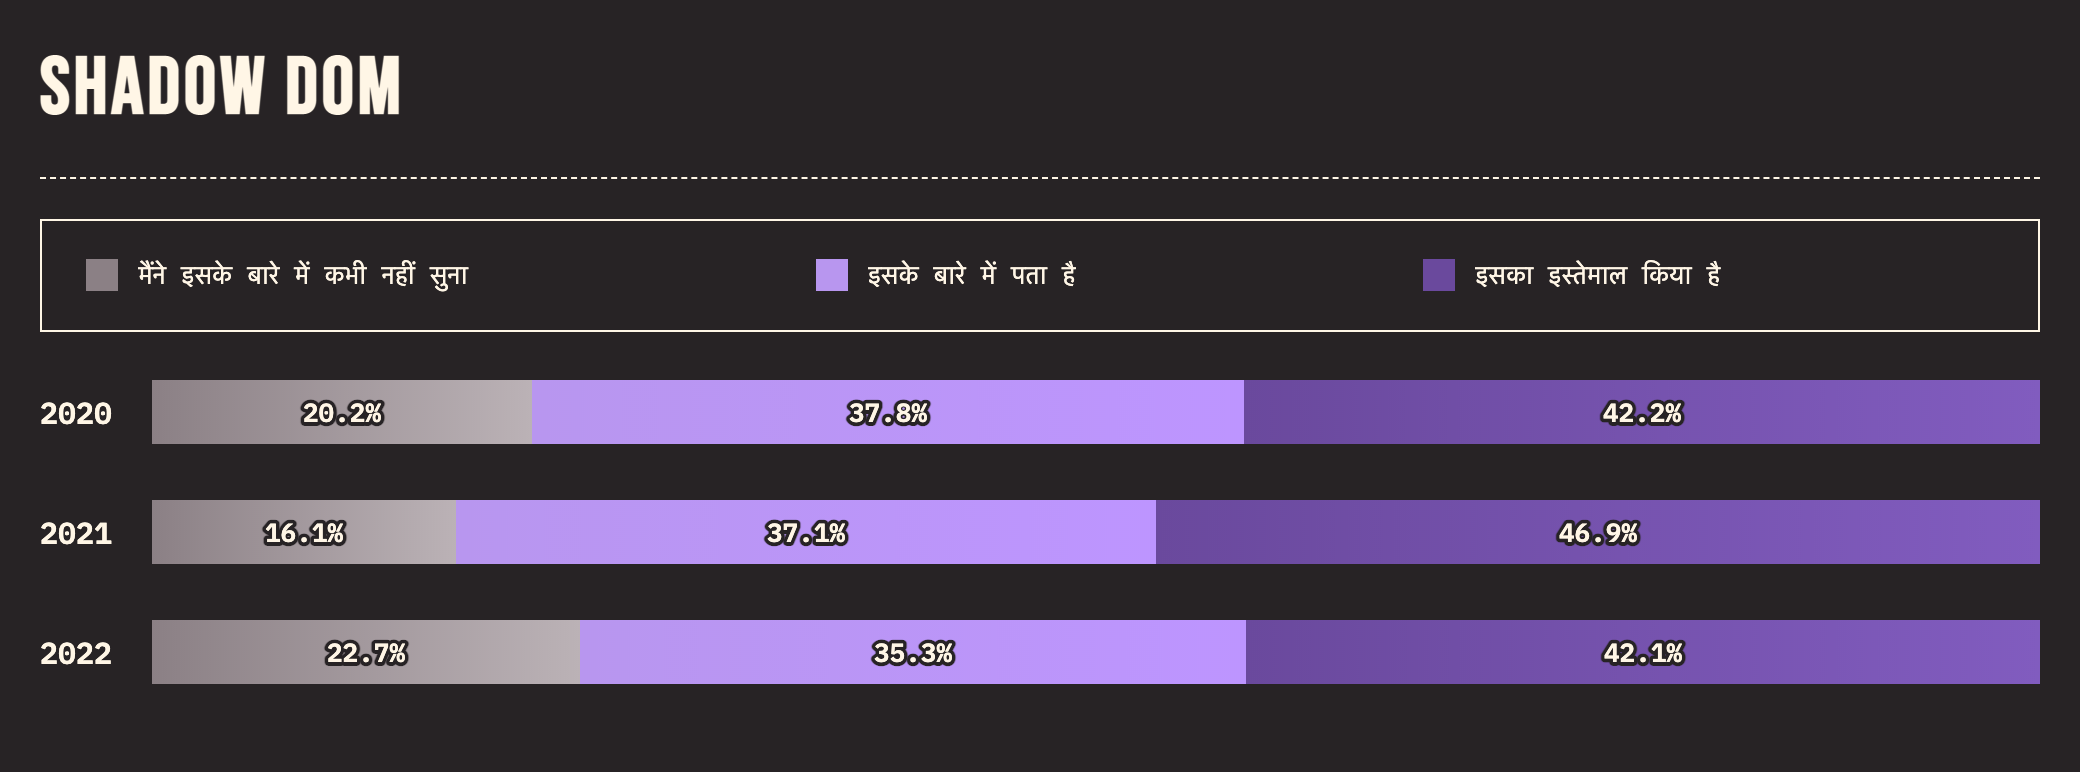 SHADOW DOM
मैंने इसके बारे में कभी नहीं सुना
इसके बारे में पता है
इसका इस्तेमाल किया है
2020 20.2% 37.8% 42.2%
2021 16.1% 37.1% 46.9%
2022 22.7% 35.3% 42.1%